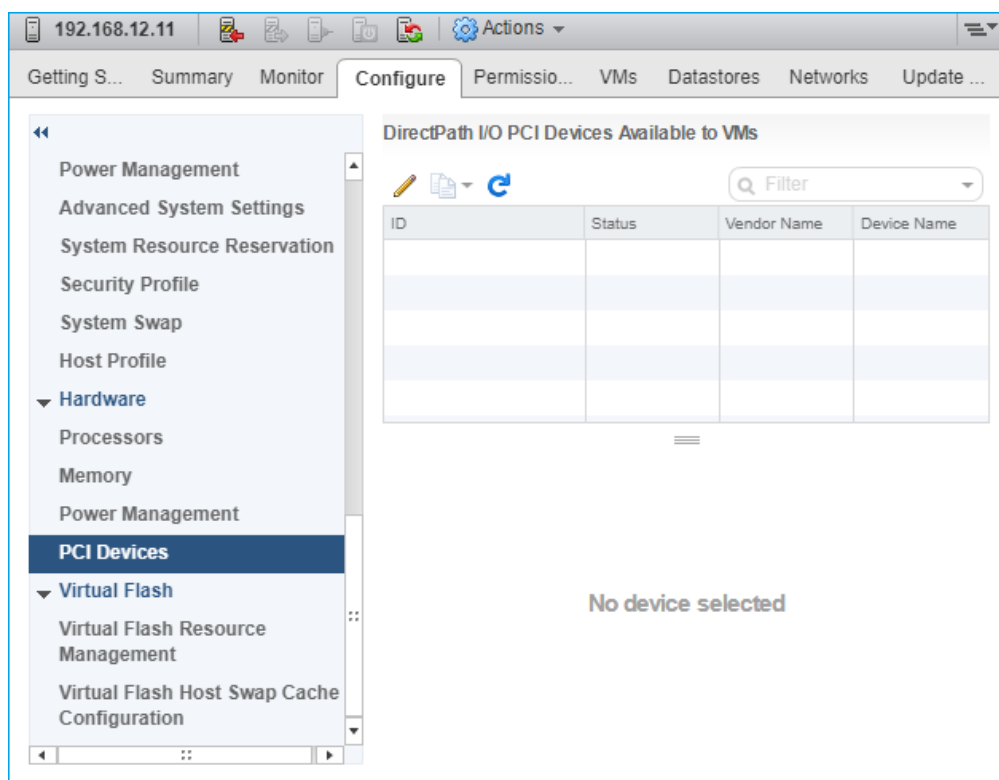 192.168.12.11 Actions
Getting S... Summary Monitor Configure Permissio... VMs Datastores Networks Update ...
Power Management
Advanced System Settings
System Resource Reservation
Security Profile
System Swap
Host Profile
Hardware
Processors
Memory
Power Management
PCI Devices
Virtual Flash
Virtual Flash Resource
Management
Virtual Flash Host Swap Cache
Configuration
DirectPath I/O PCI Devices Available to VMs
Filter
ID Status Vendor Name Device Name
No device selected